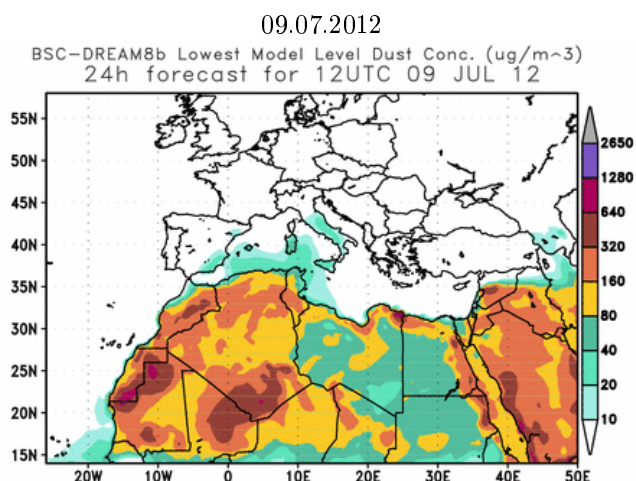 09.07.2012
BSC-DREAM8b Lowest Model Level Dust Conc. (ug/m^3)
24h forecast for 12UTC 09 JUL 12
55N
50N
45N
40N
35N
30N
25N
20N
15N
20W 10W 0 10E 20E 30E 40E 50E
2650
1280
640
320
160
80
40
20
10